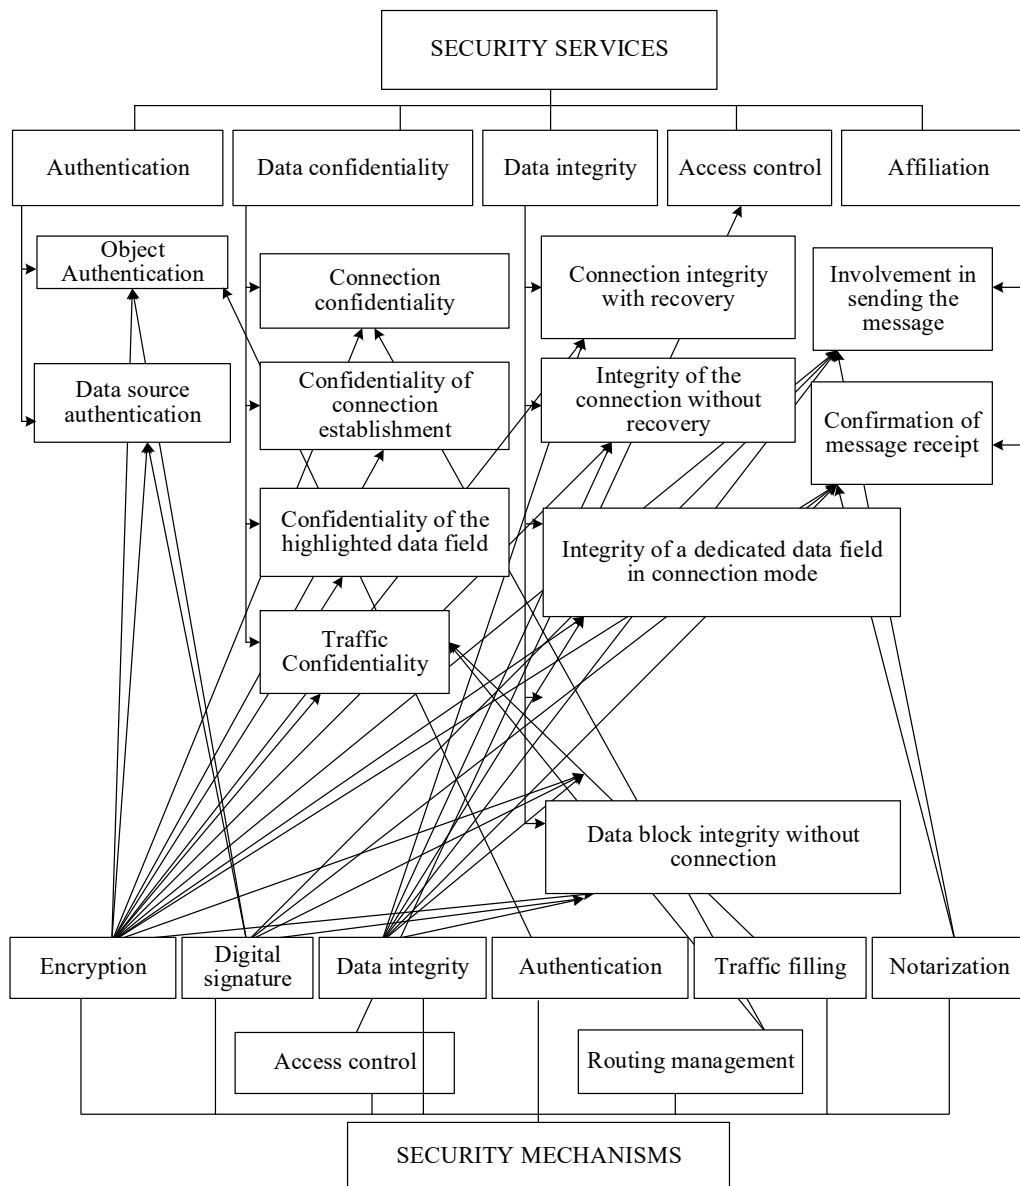 SECURITY SERVICES
Authentication
Data confidentiality
Data integrity
Access control
Affiliation
Object
Authentication
Connection
confidentiality
Connection integrity
with recovery
Involvement in
sending the
message
Data source
authentication
Confidentiality of
connection
establishment
Integrity of the
connection without
recovery
Confirmation of
message receipt
Confidentiality of the
highlighted data field
Integrity of a dedicated data field
in connection mode
Traffic
Confidentiality
Data block integrity without
connection
Encryption
Digital
signature
Data integrity
Authentication
Traffic filling
Notarization
Access control
Routing management
SECURITY MECHANISMS